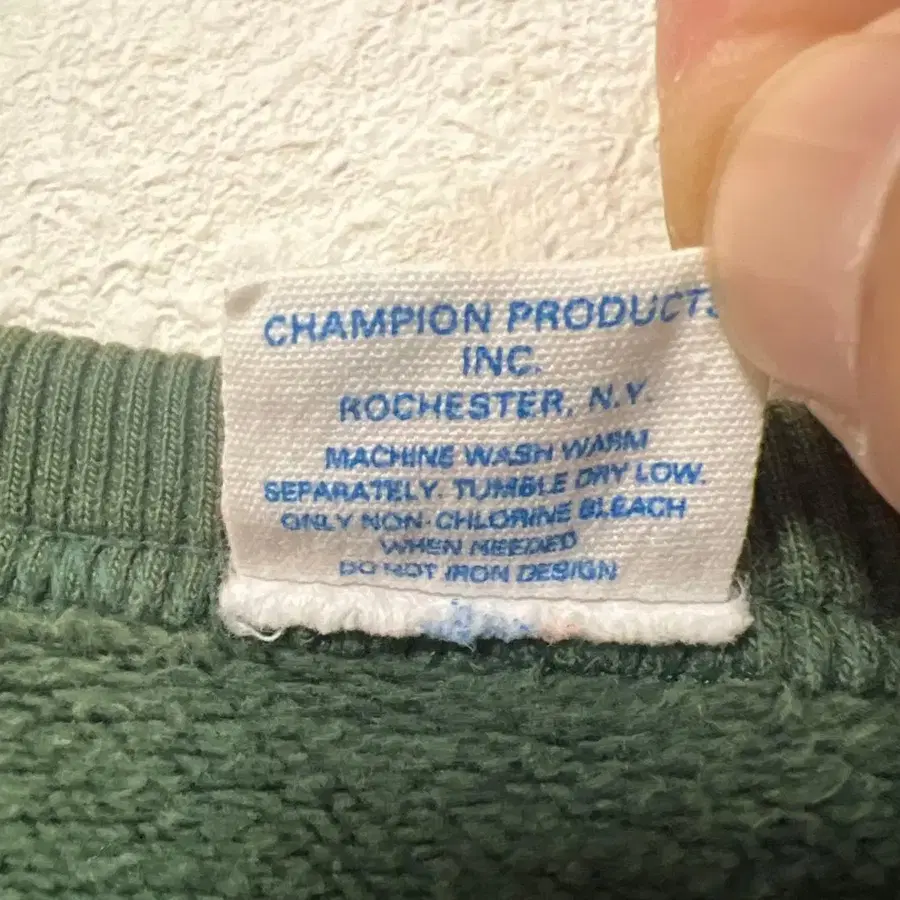 CHAMPION PRODUCTS
INC.
ROCHESTER, N.Y.
MACHINE WASH WARM
SEPARATELY. TUMBLE DRY LOW.
ONLY NON-CHLORINE BLEACH
WHEN NEEDED
DO NOT IRON DESIGN